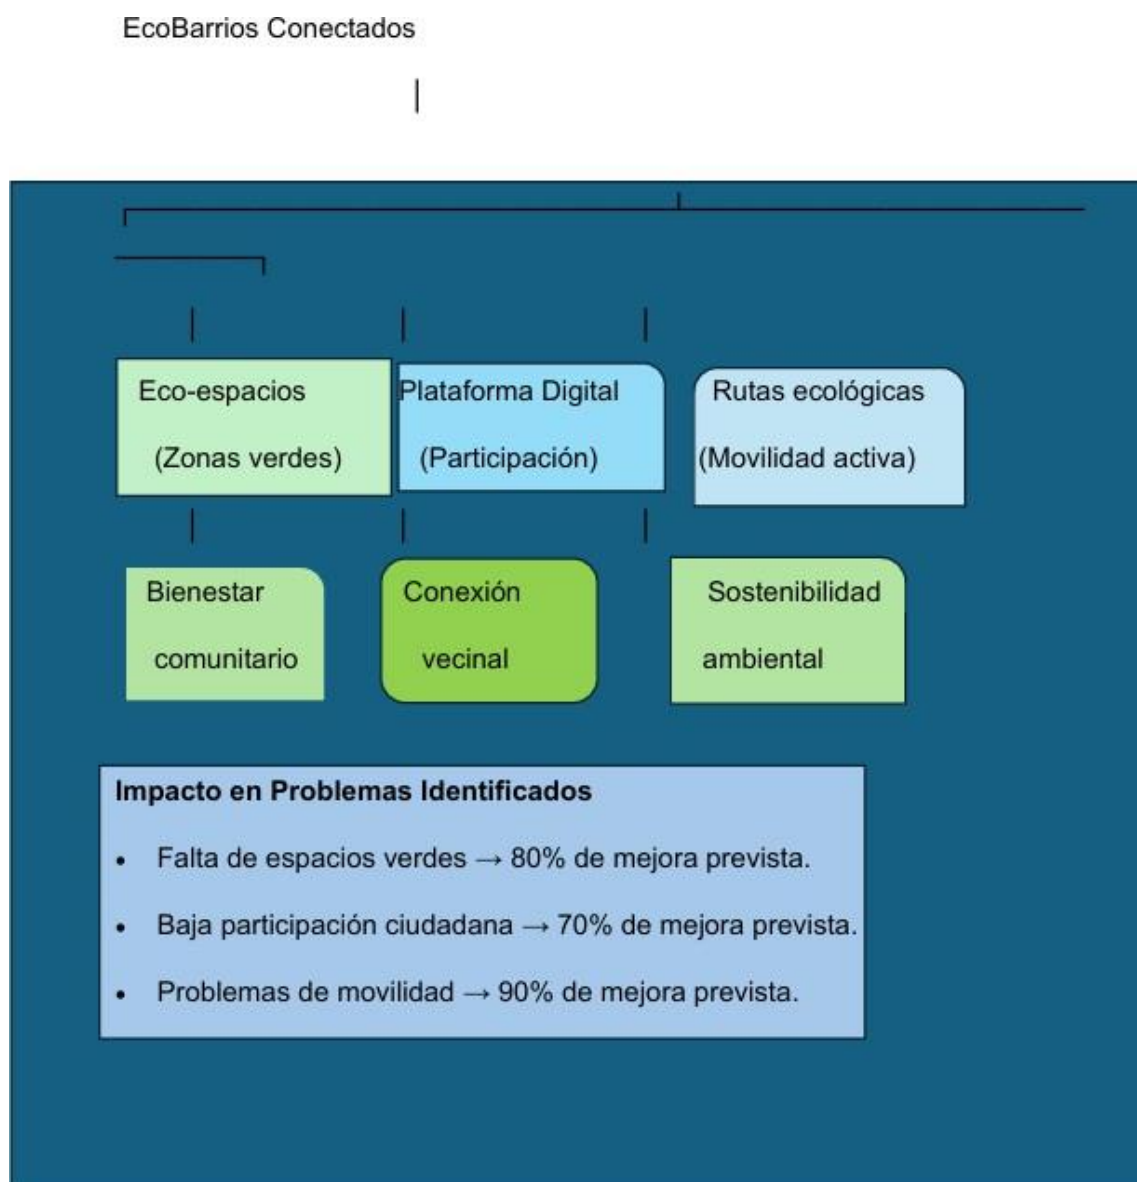 EcoBarrios Conectados
Eco-espacios Plataforma Digital Rutas ecológicas
(Zonas verdes) (Participación) (Movilidad activa)
Bienestar Conexión Sostenibilidad
comunitario vecinal ambiental
Impacto en Problemas Identificados
• Falta de espacios verdes → 80% de mejora prevista.
• Baja participación ciudadana → 70% de mejora prevista.
• Problemas de movilidad → 90% de mejora prevista.